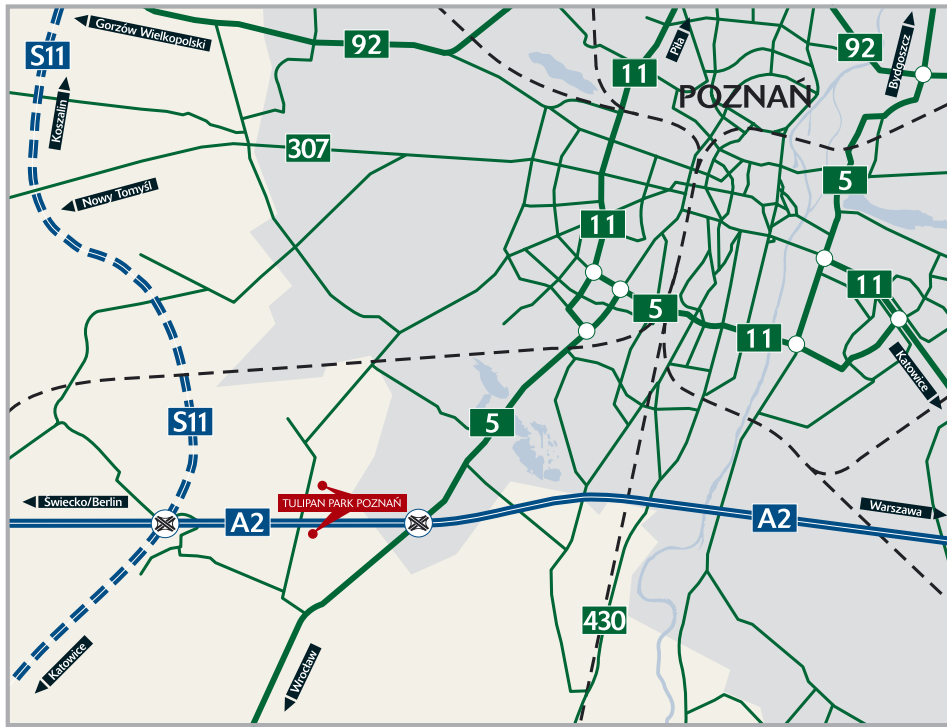 Gorzów Wielkopolski
S11
92
Piła
92
Bydgoszcz
11
POZNAŃ
Koszalin
307
5
Nowy Tomyśl
11
11
5
11
Katowice
S11
5
Świecko/Berlin
TULIPAN PARK POZNAŃ
A2
A2
Warszawa
430
Katowice
Wrocław